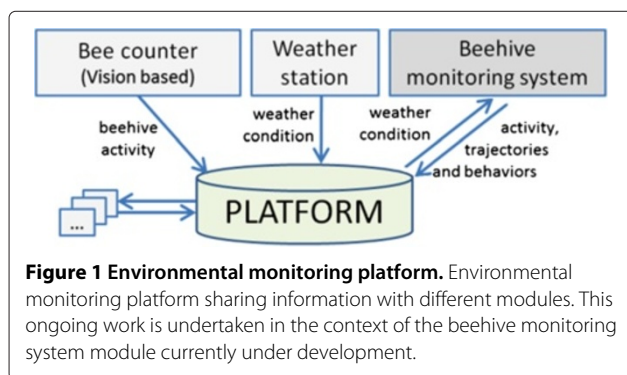 Bee counter
(Vision based)
Weather
station
Beehive
monitoring system
beehive
activity
weather
condition
weather
condition
activity,
trajectories
and behaviors
...
PLATFORM
Figure 1 Environmental monitoring platform. Environmental
monitoring platform sharing information with different modules. This
ongoing work is undertaken in the context of the beehive monitoring
system module currently under development.